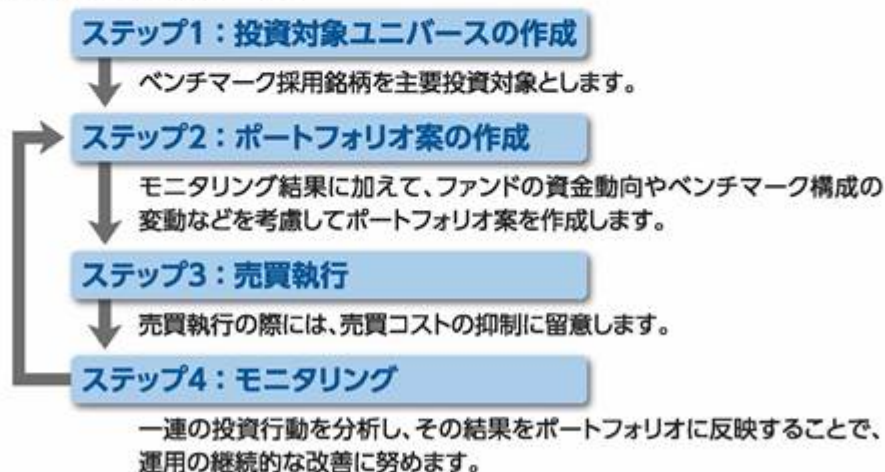 ステップ1：投資対象ユニバースの作成
ベンチマーク採用銘柄を主要投資対象とします。
ステップ2：ポートフォリオ案の作成
モニタリング結果に加えて、ファンドの資金動向やベンチマーク構成の
変動などを考慮してポートフォリオ案を作成します。
ステップ3：売買執行
売買執行の際には、売買コストの抑制に留意します。
ステップ4：モニタリング
一連の投資行動を分析し、その結果をポートフォリオに反映することで、
運用の継続的な改善に努めます。